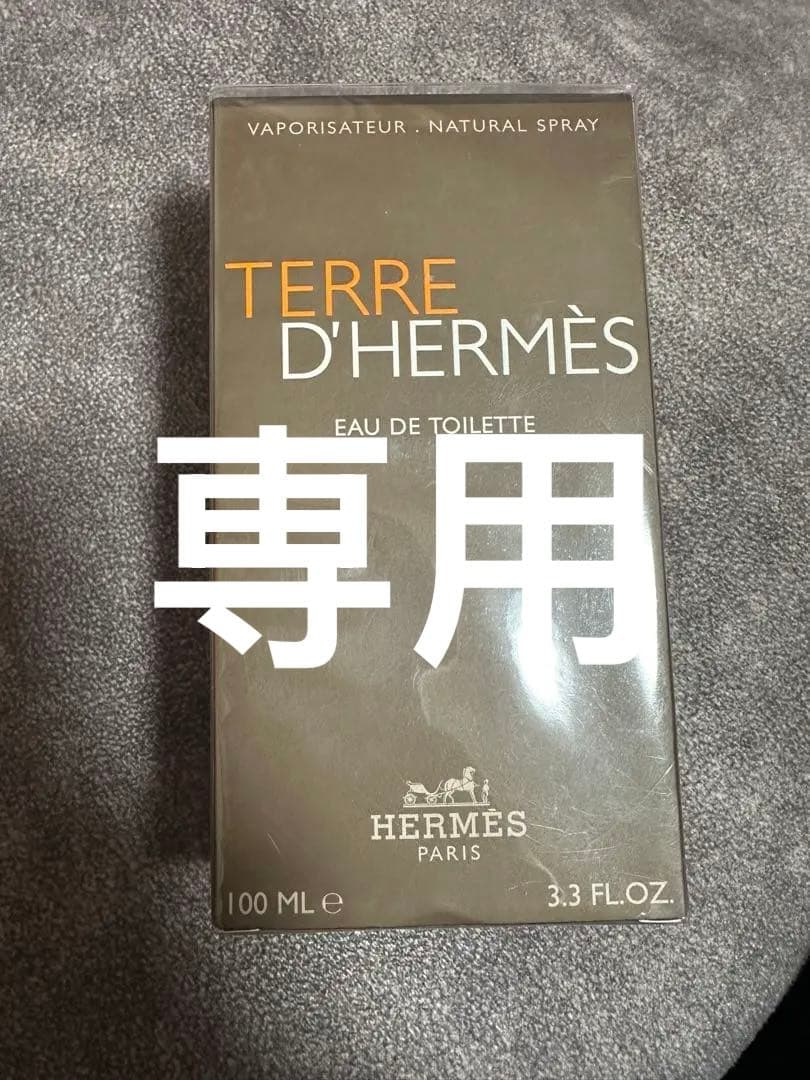 VAPORISATEUR . NATURAL SPRAY
TERRE
D'HERMÈS
EAU DE TOILETTE
専用
HERMÈS
PARIS
100 ML ℮
3.3 FL.OZ.